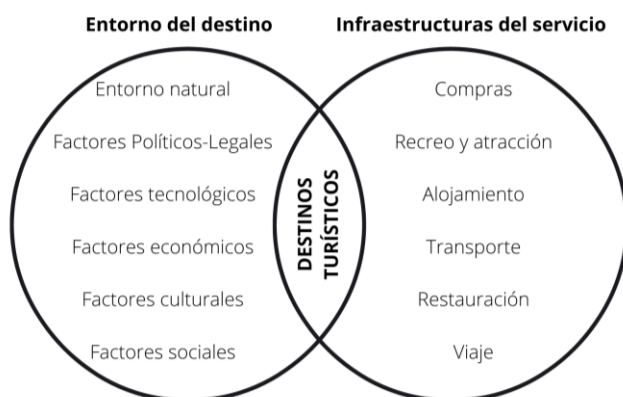 Entorno del destino
Infraestructuras del servicio
Entorno natural
Factores Políticos-Legales
Factores tecnológicos
Factores económicos
Factores culturales
Factores sociales
DESTINOS
TURÍSTICOS
Compras
Recreo y atracción
Alojamiento
Transporte
Restauración
Viaje